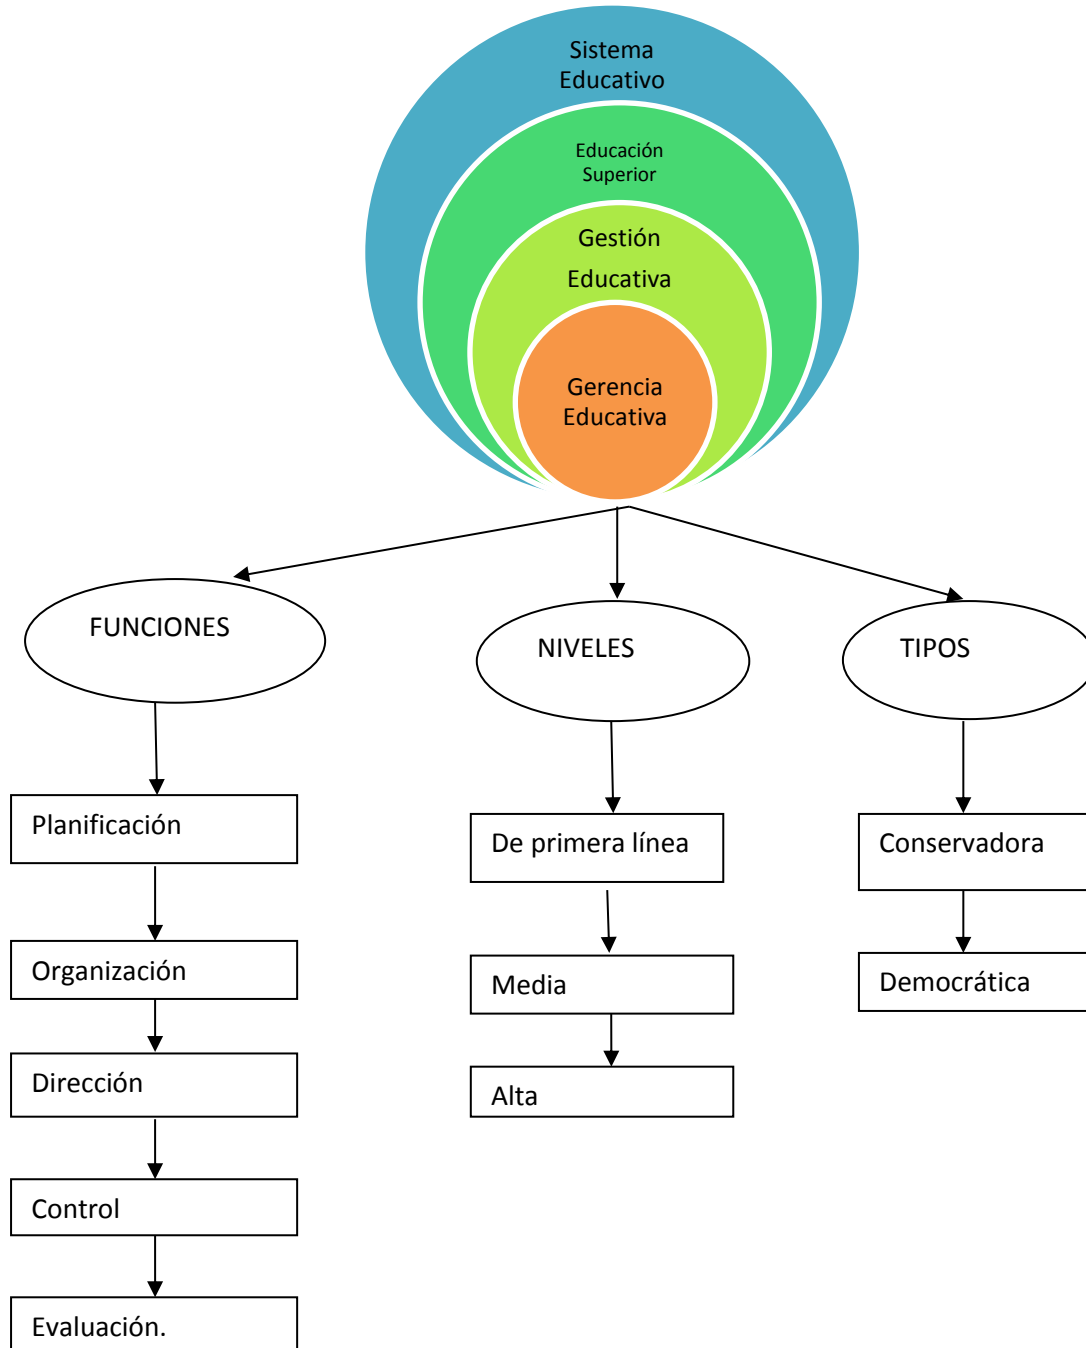 Sistema
Educativo
Educación
Superior
Gestión
Educativa
Gerencia
Educativa
FUNCIONES
NIVELES
TIPOS
Planificación
De primera línea
Conservadora
Organización
Media
Democrática
Dirección
Alta
Control
Evaluación.